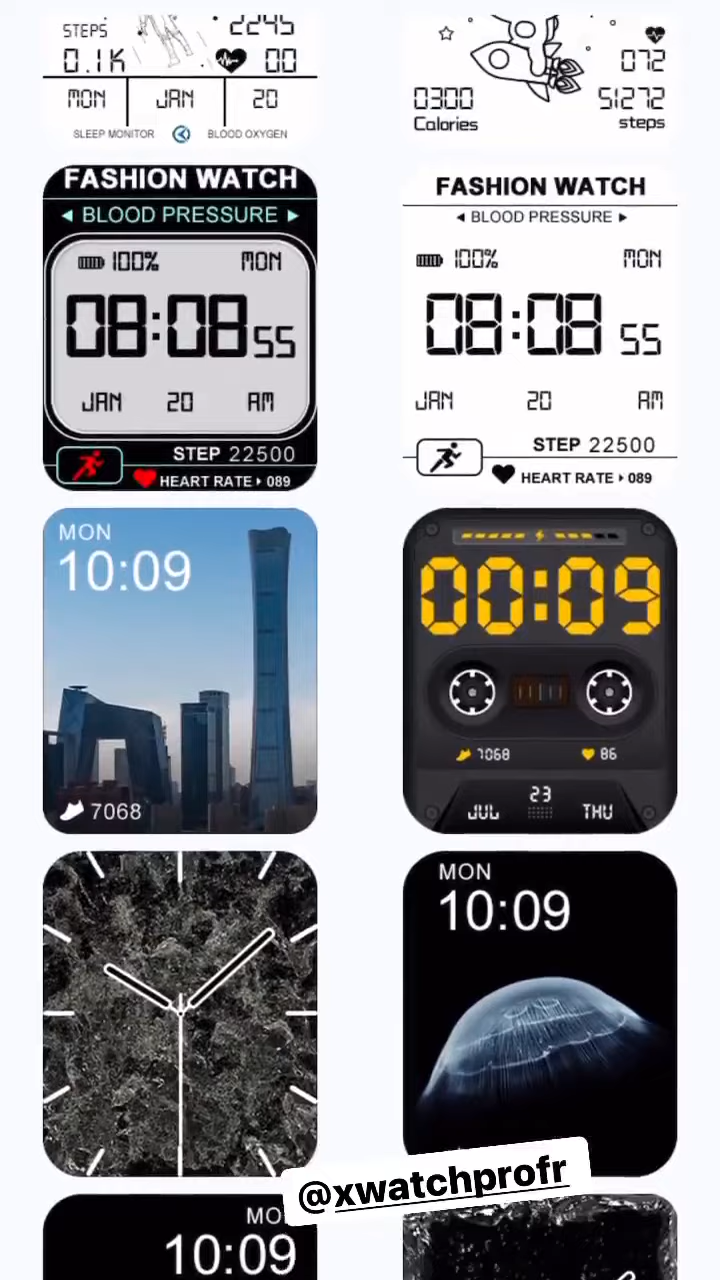 STEPS
2245
0.1K
00
MON
JAN
20
SLEEP MONITOR
BLOOD OXYGEN
072
0300
51272
Calories
steps
FASHION WATCH
◂ BLOOD PRESSURE ▸
100%
MON
08:08 55
JAN 20 AM
STEP 22500
HEART RATE ▸ 089
FASHION WATCH
◂ BLOOD PRESSURE ▸
100%
MON
08:08 55
JAN 20 AM
STEP 22500
HEART RATE ▸ 089
MON
10:09
7068
00:09
7068
86
23
JUL
THU
MON
10:09
@xwatchprofr
10:09